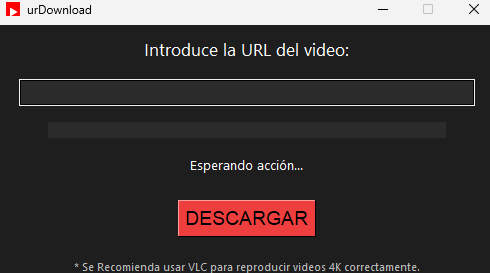 urDownload
Introduce la URL del video:
Esperando acción...
DESCARGAR
* Se Recomienda usar VLC para reproducir videos 4K correctamente.